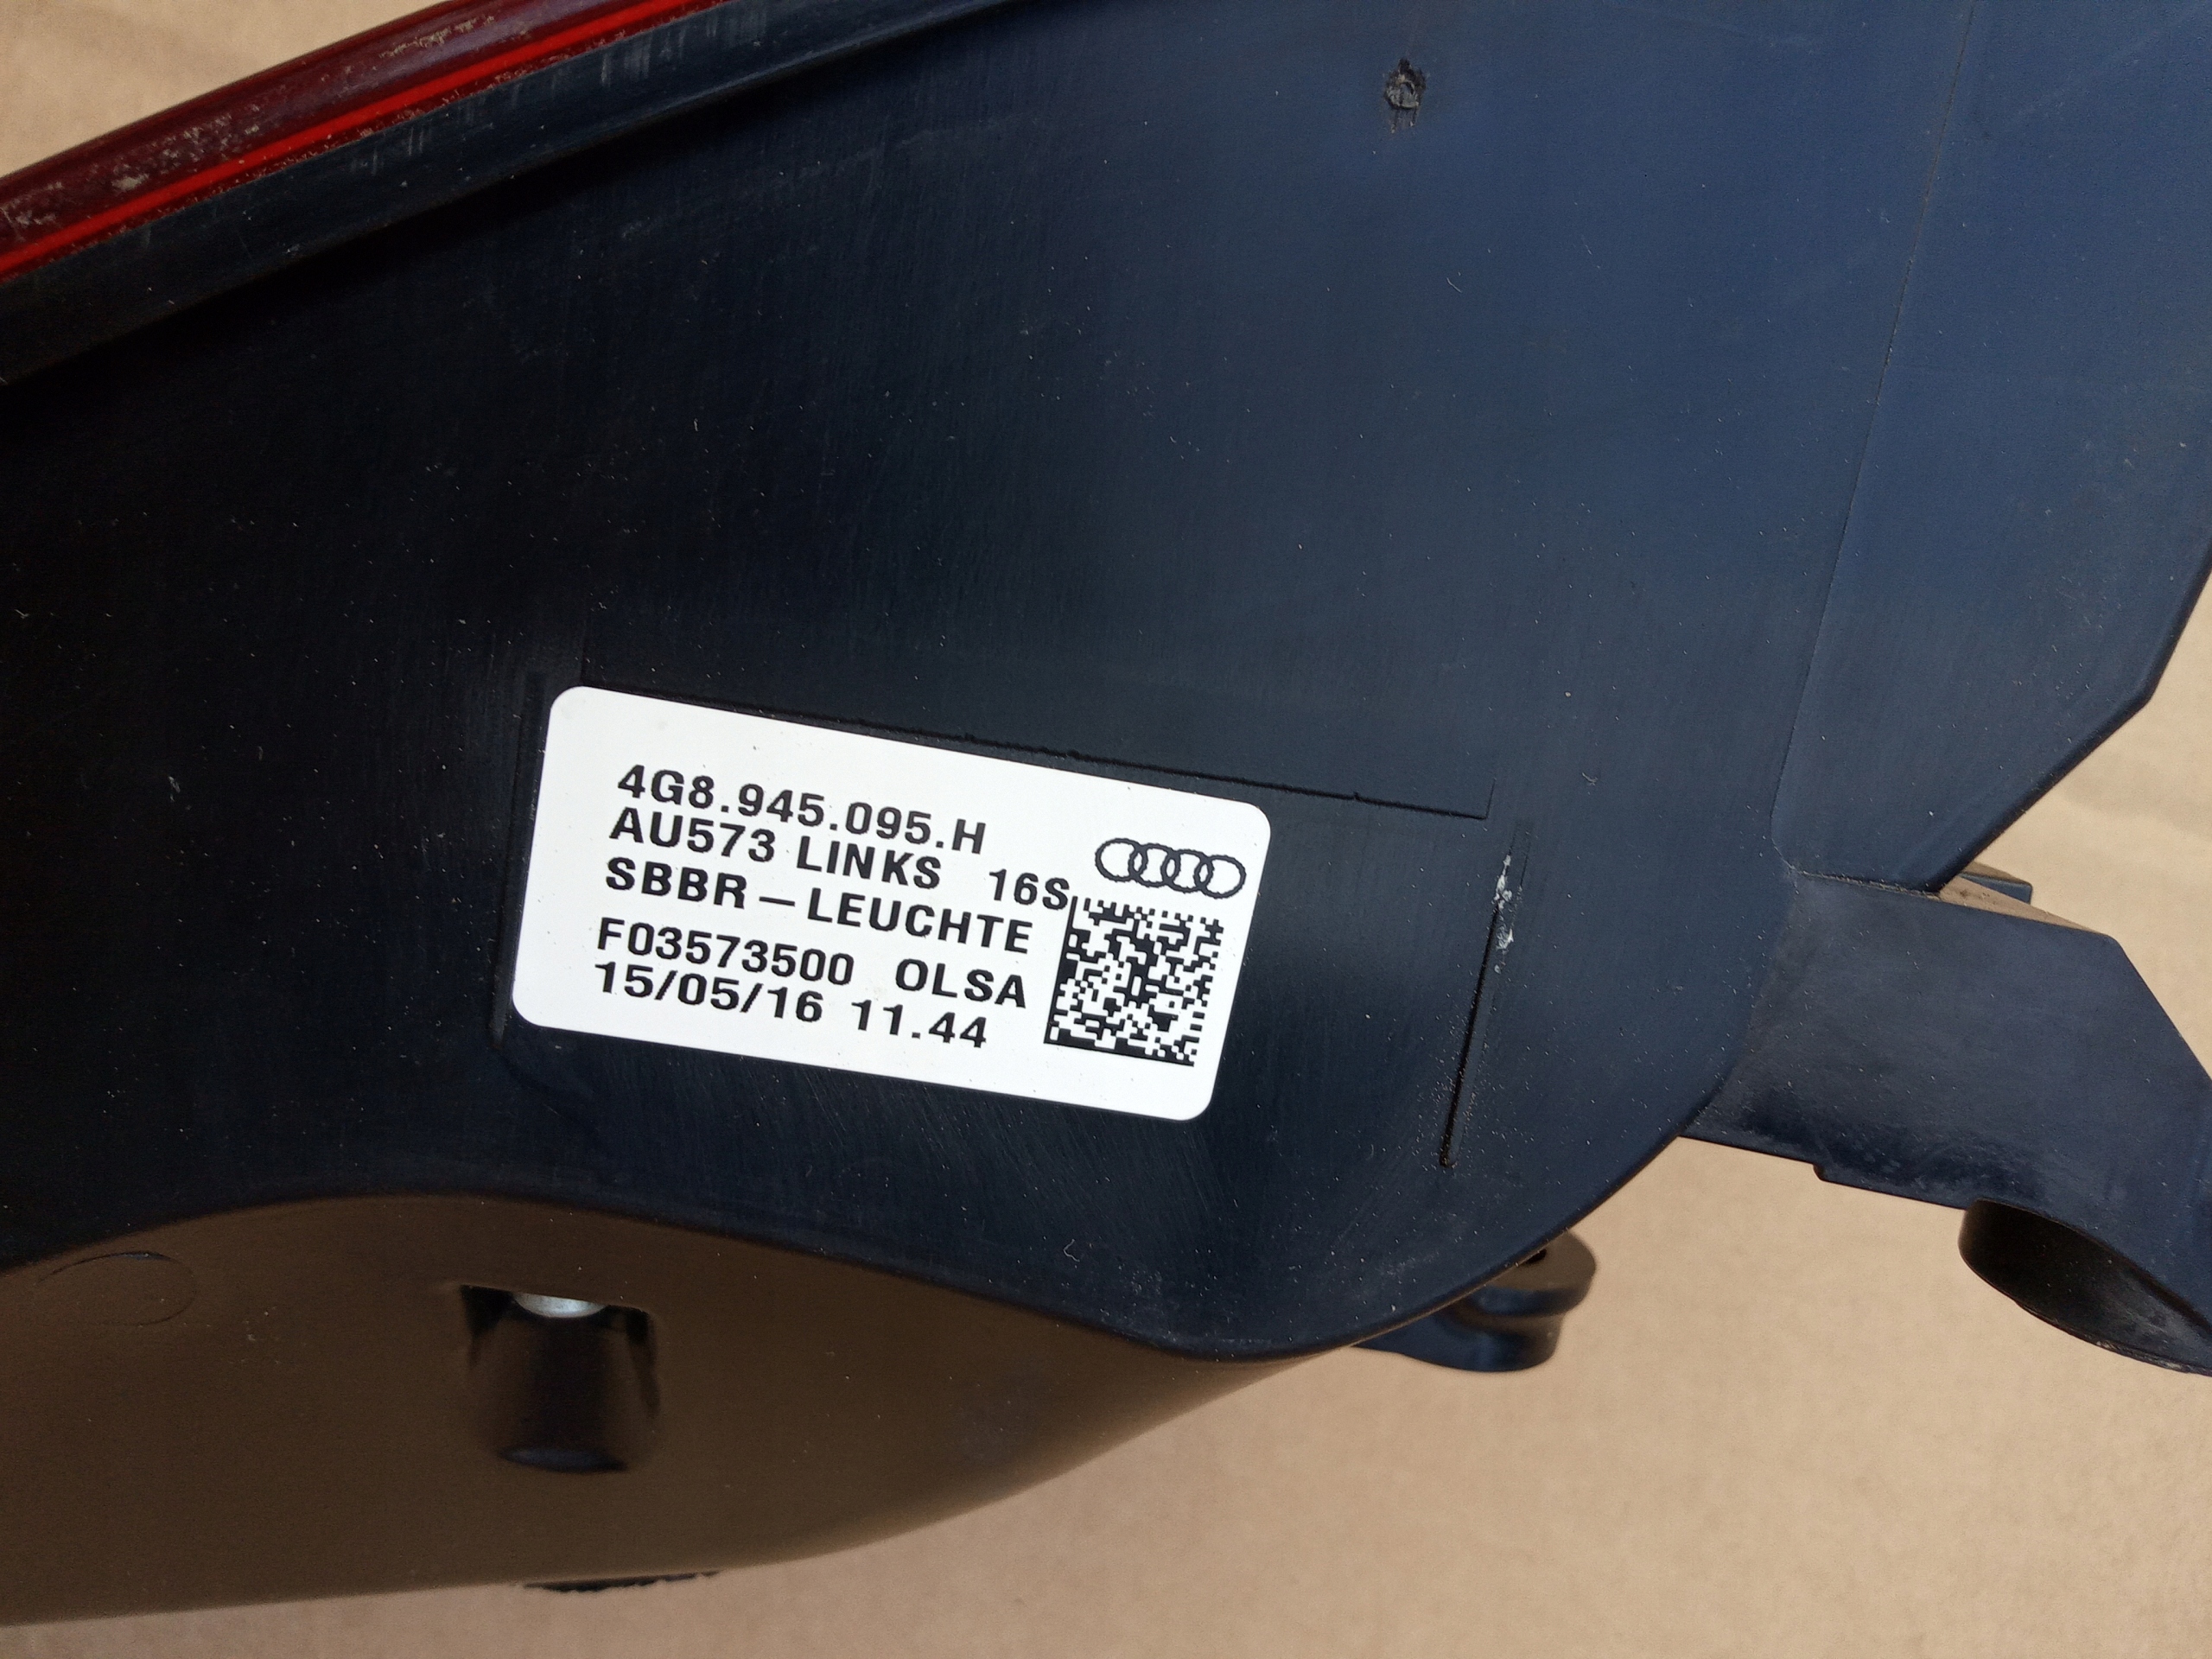 4G8.945.095.H
AU573 LINKS 16S
SBBR-LEUCHTE
F03573500 OLSA
15/05/16 11.44